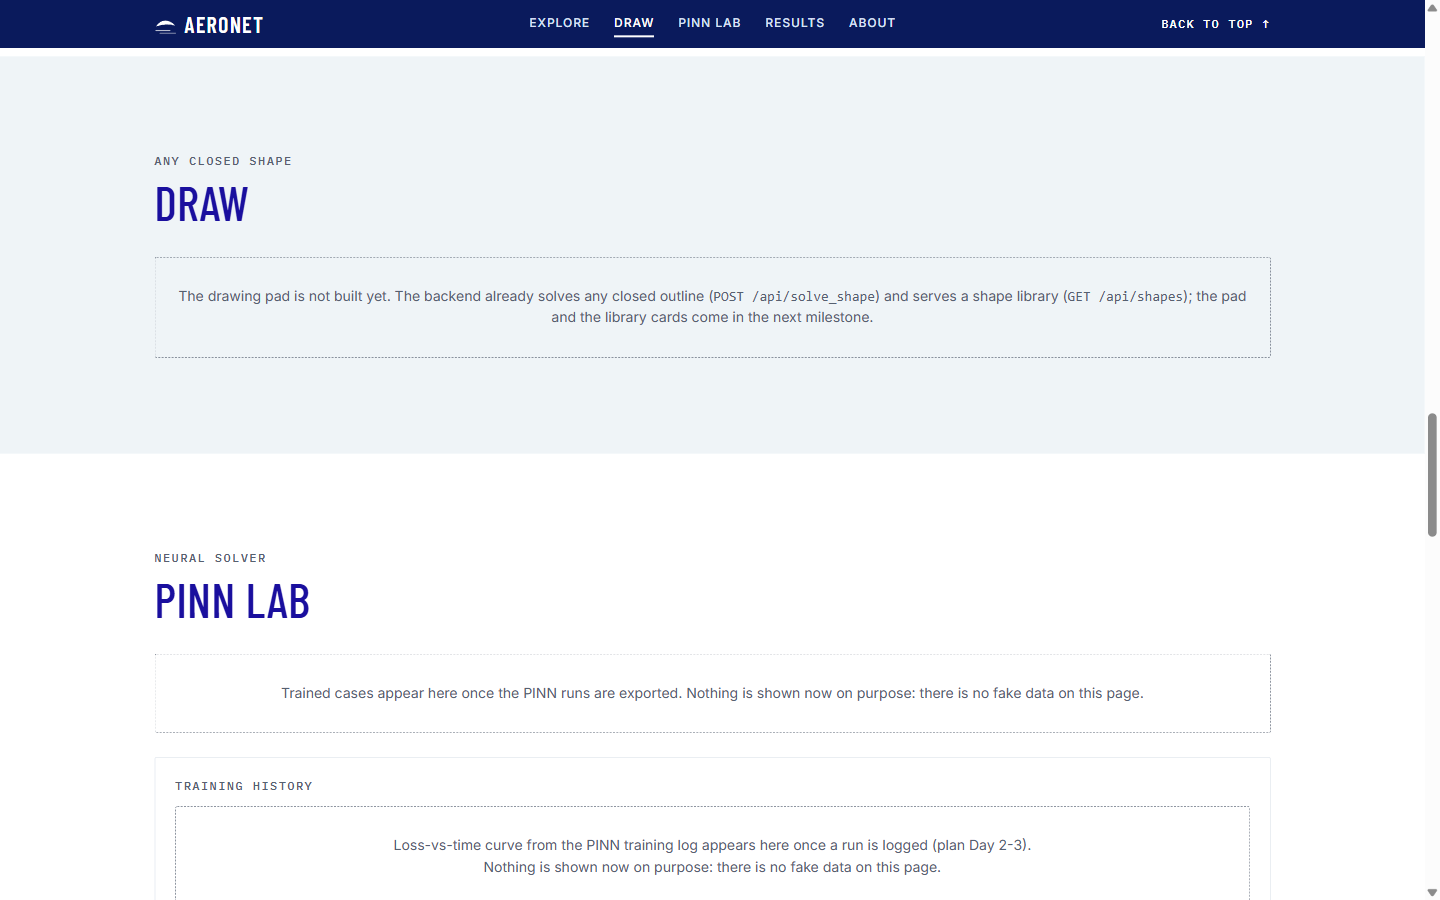 AERONET
EXPLORE DRAW PINN LAB RESULTS ABOUT
BACK TO TOP ↑
ANY CLOSED SHAPE
DRAW
The drawing pad is not built yet. The backend already solves any closed outline (POST /api/solve_shape) and serves a shape library (GET /api/shapes); the pad
and the library cards come in the next milestone.
NEURAL SOLVER
PINN LAB
Trained cases appear here once the PINN runs are exported. Nothing is shown now on purpose: there is no fake data on this page.
TRAINING HISTORY
Loss-vs-time curve from the PINN training log appears here once a run is logged (plan Day 2-3).
Nothing is shown now on purpose: there is no fake data on this page.